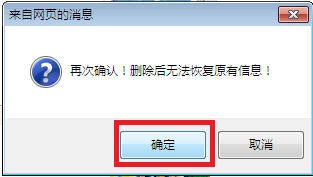 来自网页的消息
再次确认！删除后无法恢复原有信息！
确定
取消